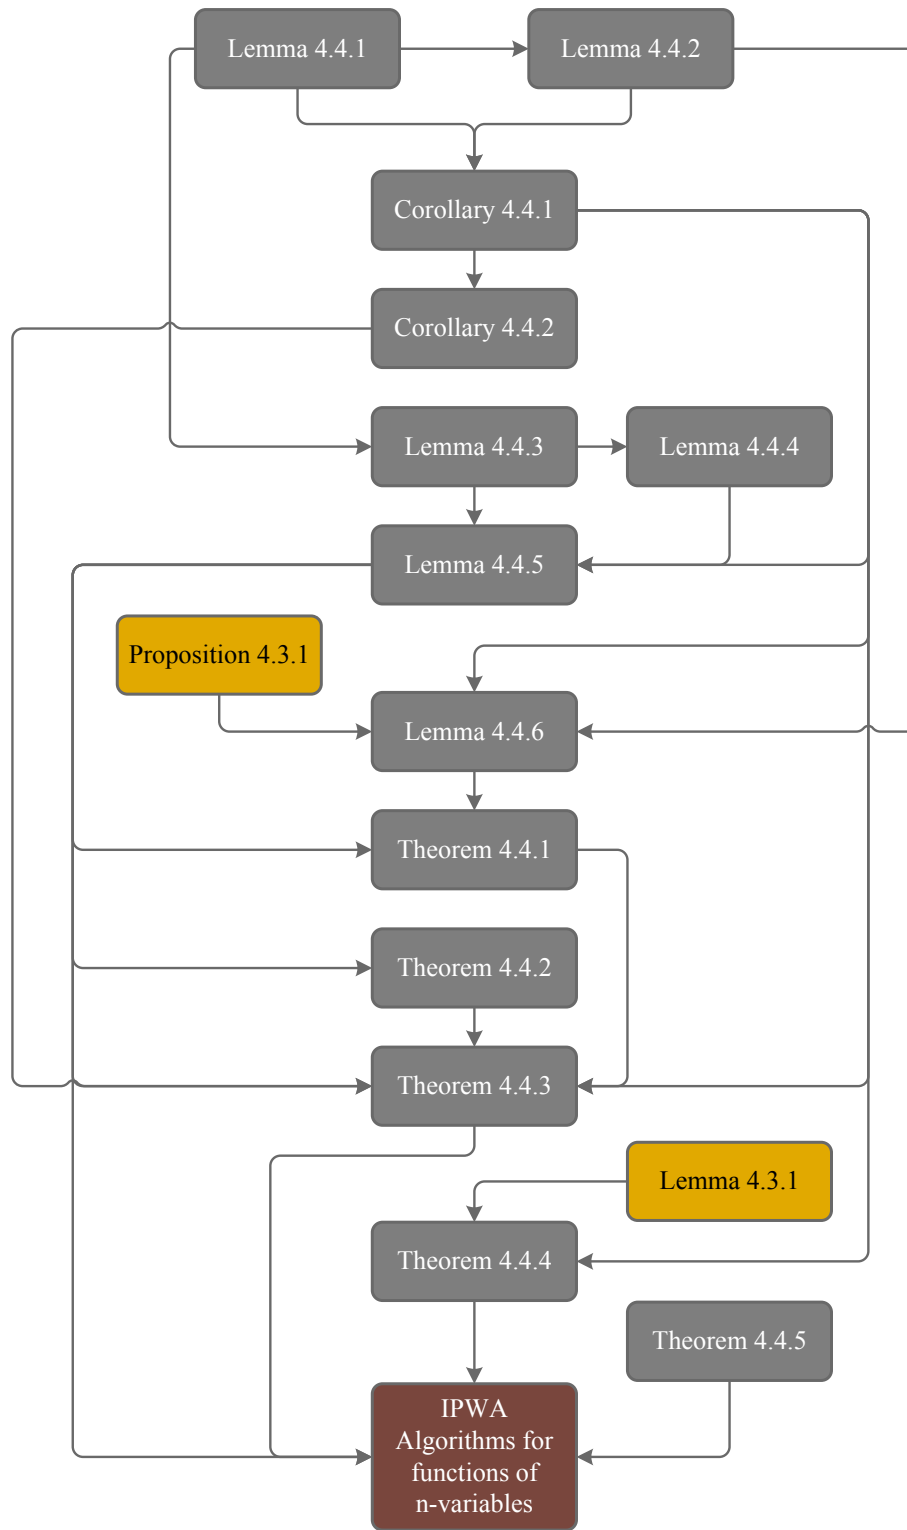 Lemma 4.4.1
Lemma 4.4.2
Corollary 4.4.1
Corollary 4.4.2
Lemma 4.4.3
Lemma 4.4.4
Lemma 4.4.5
Proposition 4.3.1
Lemma 4.4.6
Theorem 4.4.1
Theorem 4.4.2
Theorem 4.4.3
Lemma 4.3.1
Theorem 4.4.4
Theorem 4.4.5
IPWA
Algorithms for
functions of
n-variables